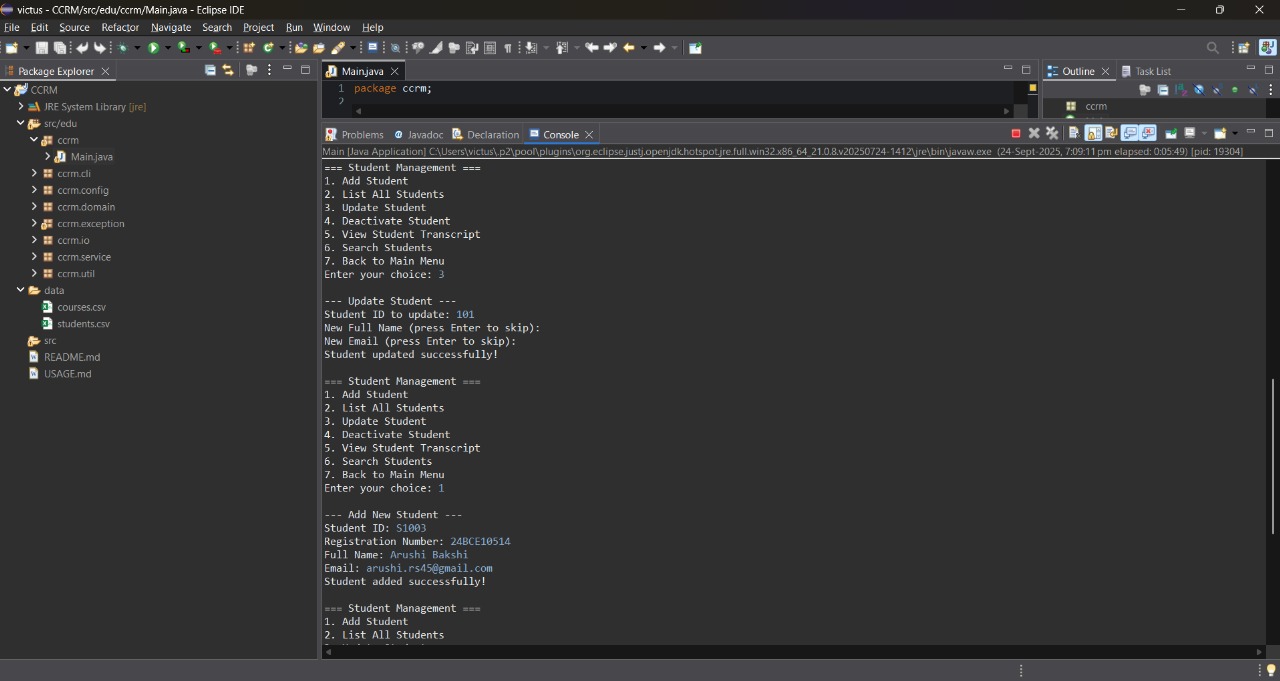 victus - CCRM/src/edu/ccrm/Main.java - Eclipse IDE
File Edit Source Refactor Navigate Search Project Run Window Help
Package Explorer
CCRM
JRE System Library [jre]
src/edu
ccrm
Main.java
ccrm.cli
ccrm.config
ccrm.domain
ccrm.exception
ccrm.io
ccrm.service
ccrm.util
data
courses.csv
students.csv
src
README.md
USAGE.md
Main.java
1 package ccrm;
2
Outline Task List
ccrm
Problems Javadoc Declaration Console
Main [Java Application] C:\Users\victus\.p2\pool\plugins\org.eclipse.justj.openjdk.hotspot.jre.full.win32.x86_64_21.0.8.v20250724-1412\jre\bin\javaw.exe (24-Sept-2025, 7:09:11 pm elapsed: 0:05:49) [pid: 19304]
=== Student Management ===
1. Add Student
2. List All Students
3. Update Student
4. Deactivate Student
5. View Student Transcript
6. Search Students
7. Back to Main Menu
Enter your choice: 3
--- Update Student ---
Student ID to update: 101
New Full Name (press Enter to skip):
New Email (press Enter to skip):
Student updated successfully!
=== Student Management ===
1. Add Student
2. List All Students
3. Update Student
4. Deactivate Student
5. View Student Transcript
6. Search Students
7. Back to Main Menu
Enter your choice: 1
--- Add New Student ---
Student ID: S1003
Registration Number: 24BCE10514
Full Name: Arushi Bakshi
Email: arushi.rs45@gmail.com
Student added successfully!
=== Student Management ===
1. Add Student
2. List All Students